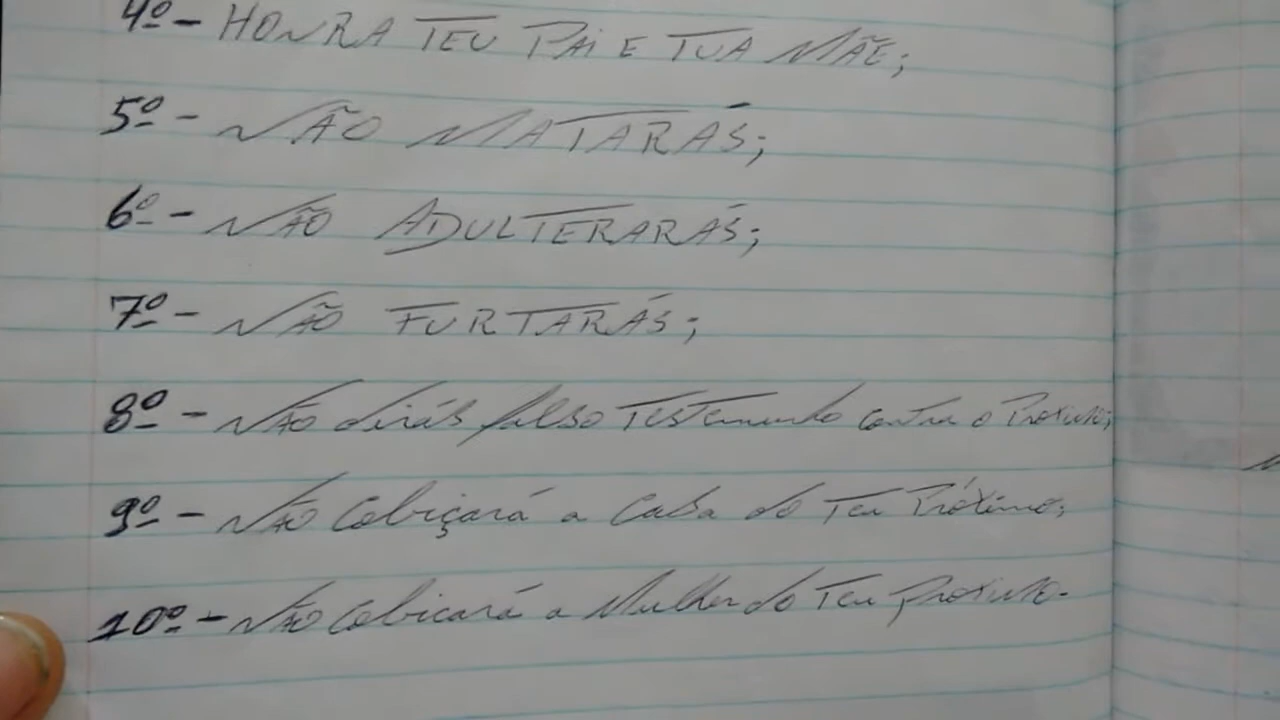 4º - HONRA TEU PAI E TUA MÃE;
5º - NÃO MATARÁS;
6º - NÃO ADULTERARÁS;
7º - NÃO FURTARÁS;
8º - NÃO dirás falso Testemunho contra o Próximo;
9º - NÃO Cobiçará a Casa do Teu Próximo;
10º - NÃO Cobicará a Mulher do Teu próximo.